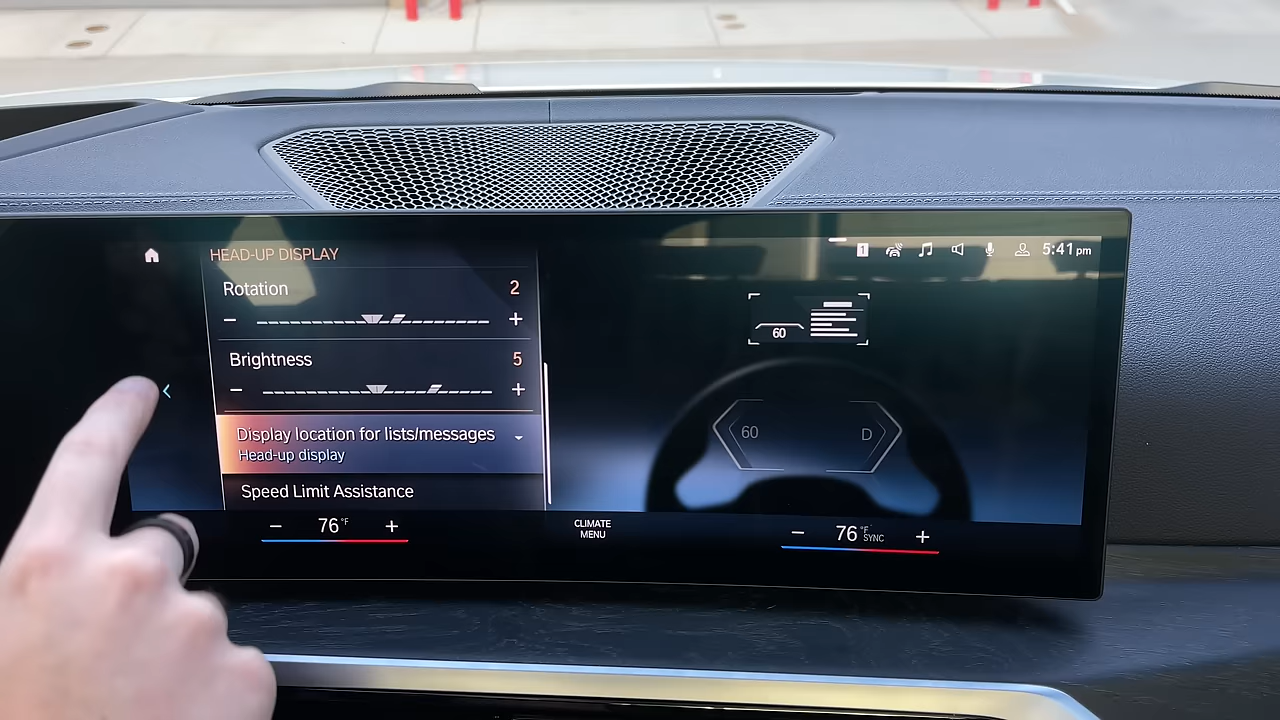 HEAD-UP DISPLAY
1
5:41 pm
Rotation 2
− +
60
Brightness 5
− +
Display location for lists/messages
Head-up display
60 D
Speed Limit Assistance
− 76 °F +
CLIMATE
MENU
− 76 °F SYNC +